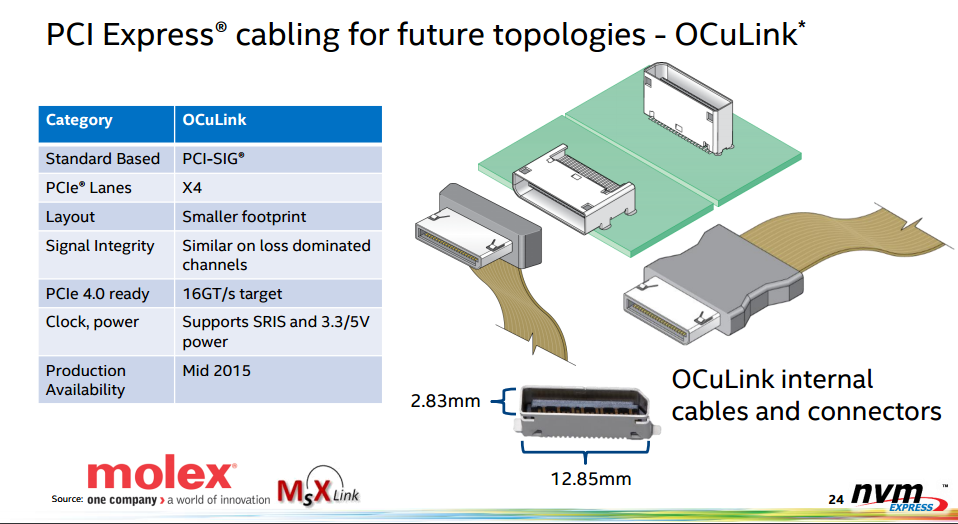 PCI Express® cabling for future topologies - OCuLink*
Category OCuLink
Standard Based PCI-SIG®
PCIe® Lanes X4
Layout Smaller footprint
Signal Integrity Similar on loss dominated
channels
PCIe 4.0 ready 16GT/s target
Clock, power Supports SRIS and 3.3/5V
power
Production Mid 2015
Availability
OCuLink internal
cables and connectors
2.83mm
12.85mm
molex®
Source: one company › a world of innovation
MsXLink
24
nvm
EXPRESS
™